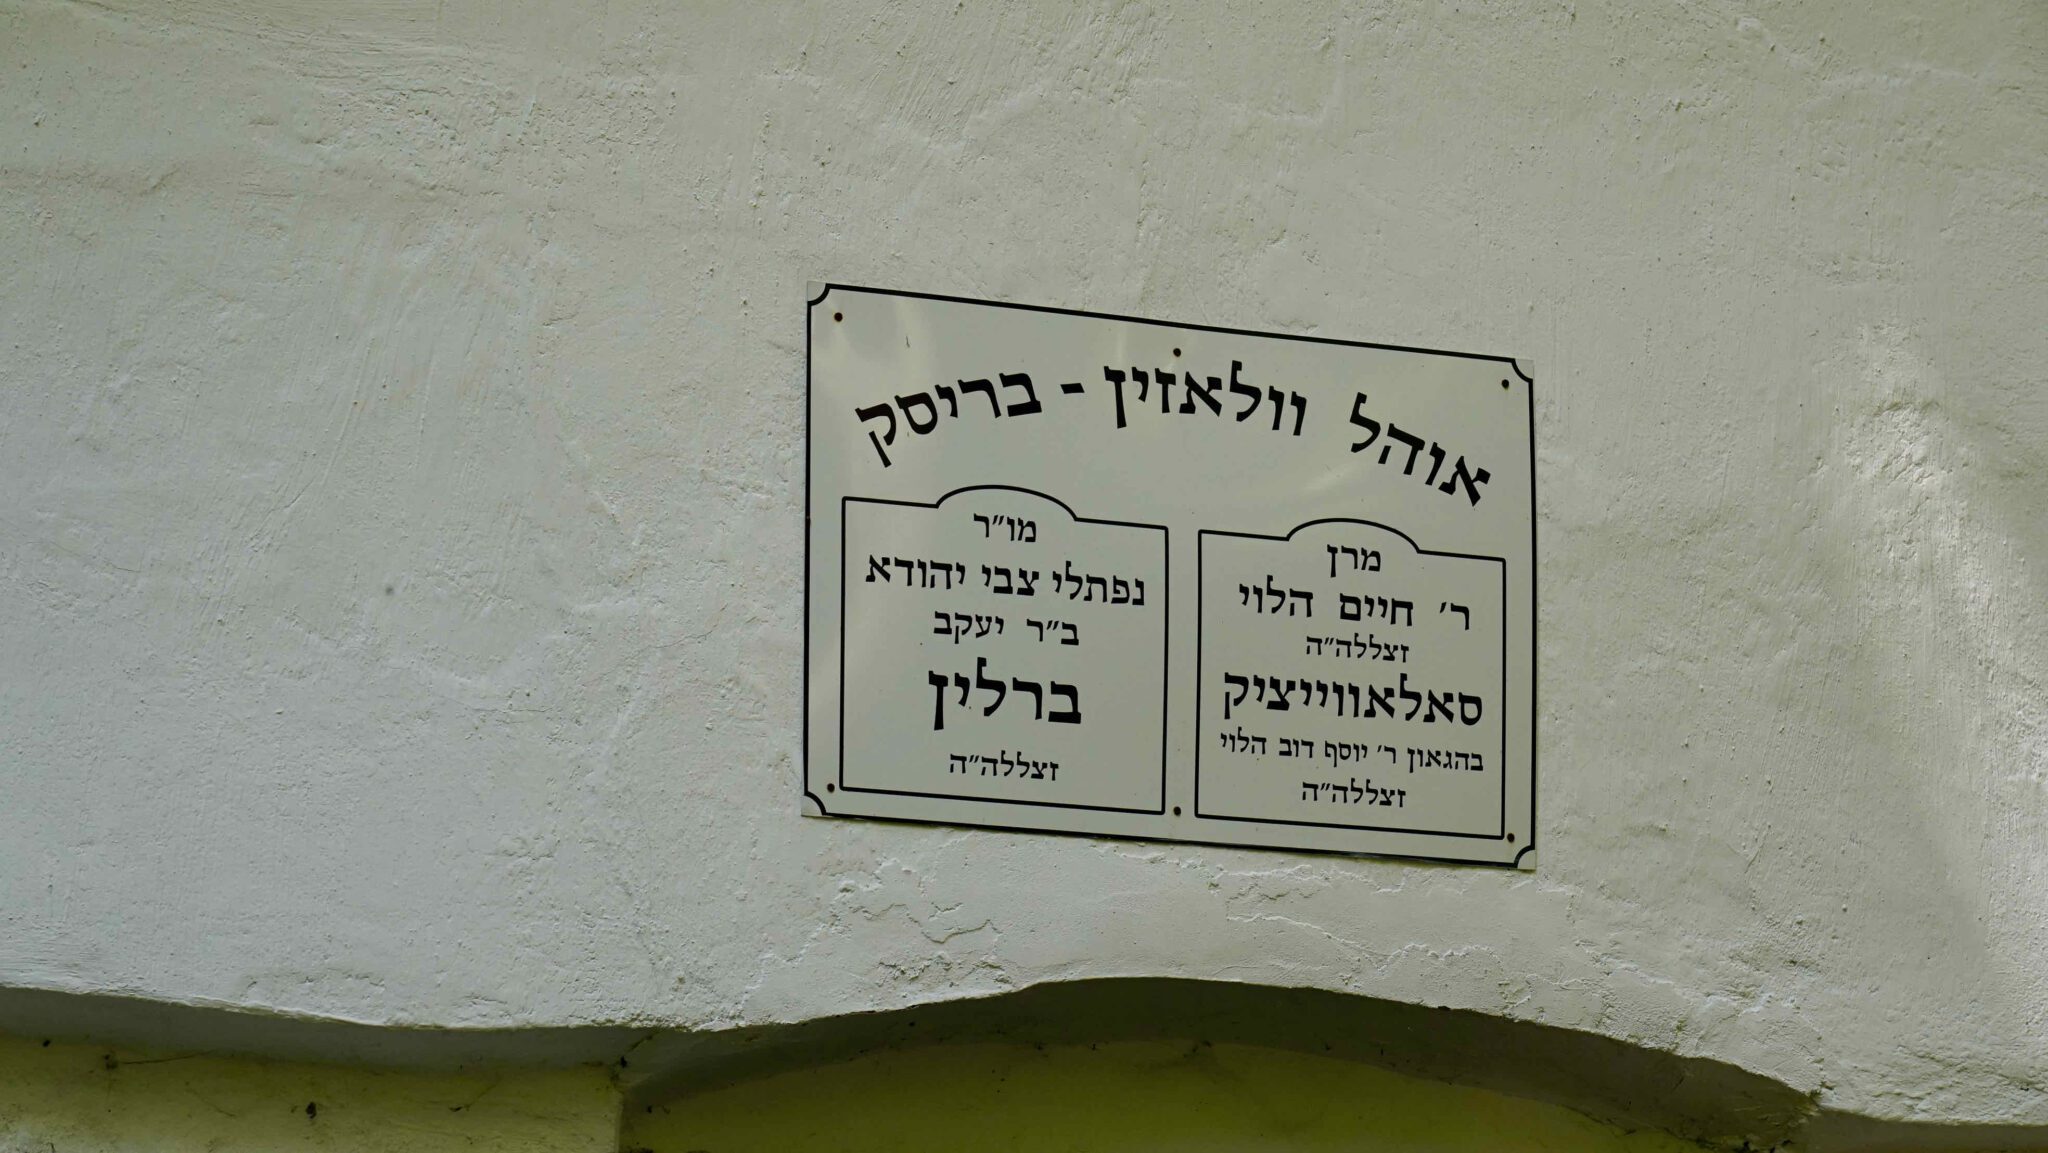 אוהל וולאזין - בריסק
מרן
ר׳ חיים הלוי
זצללה״ה
סאלאווייציק
בהגאון ר׳ יוסף דוב הלוי
זצללה״ה
מו״ר
נפתלי צבי יהודא
ב״ר יעקב
ברלין
זצללה״ה